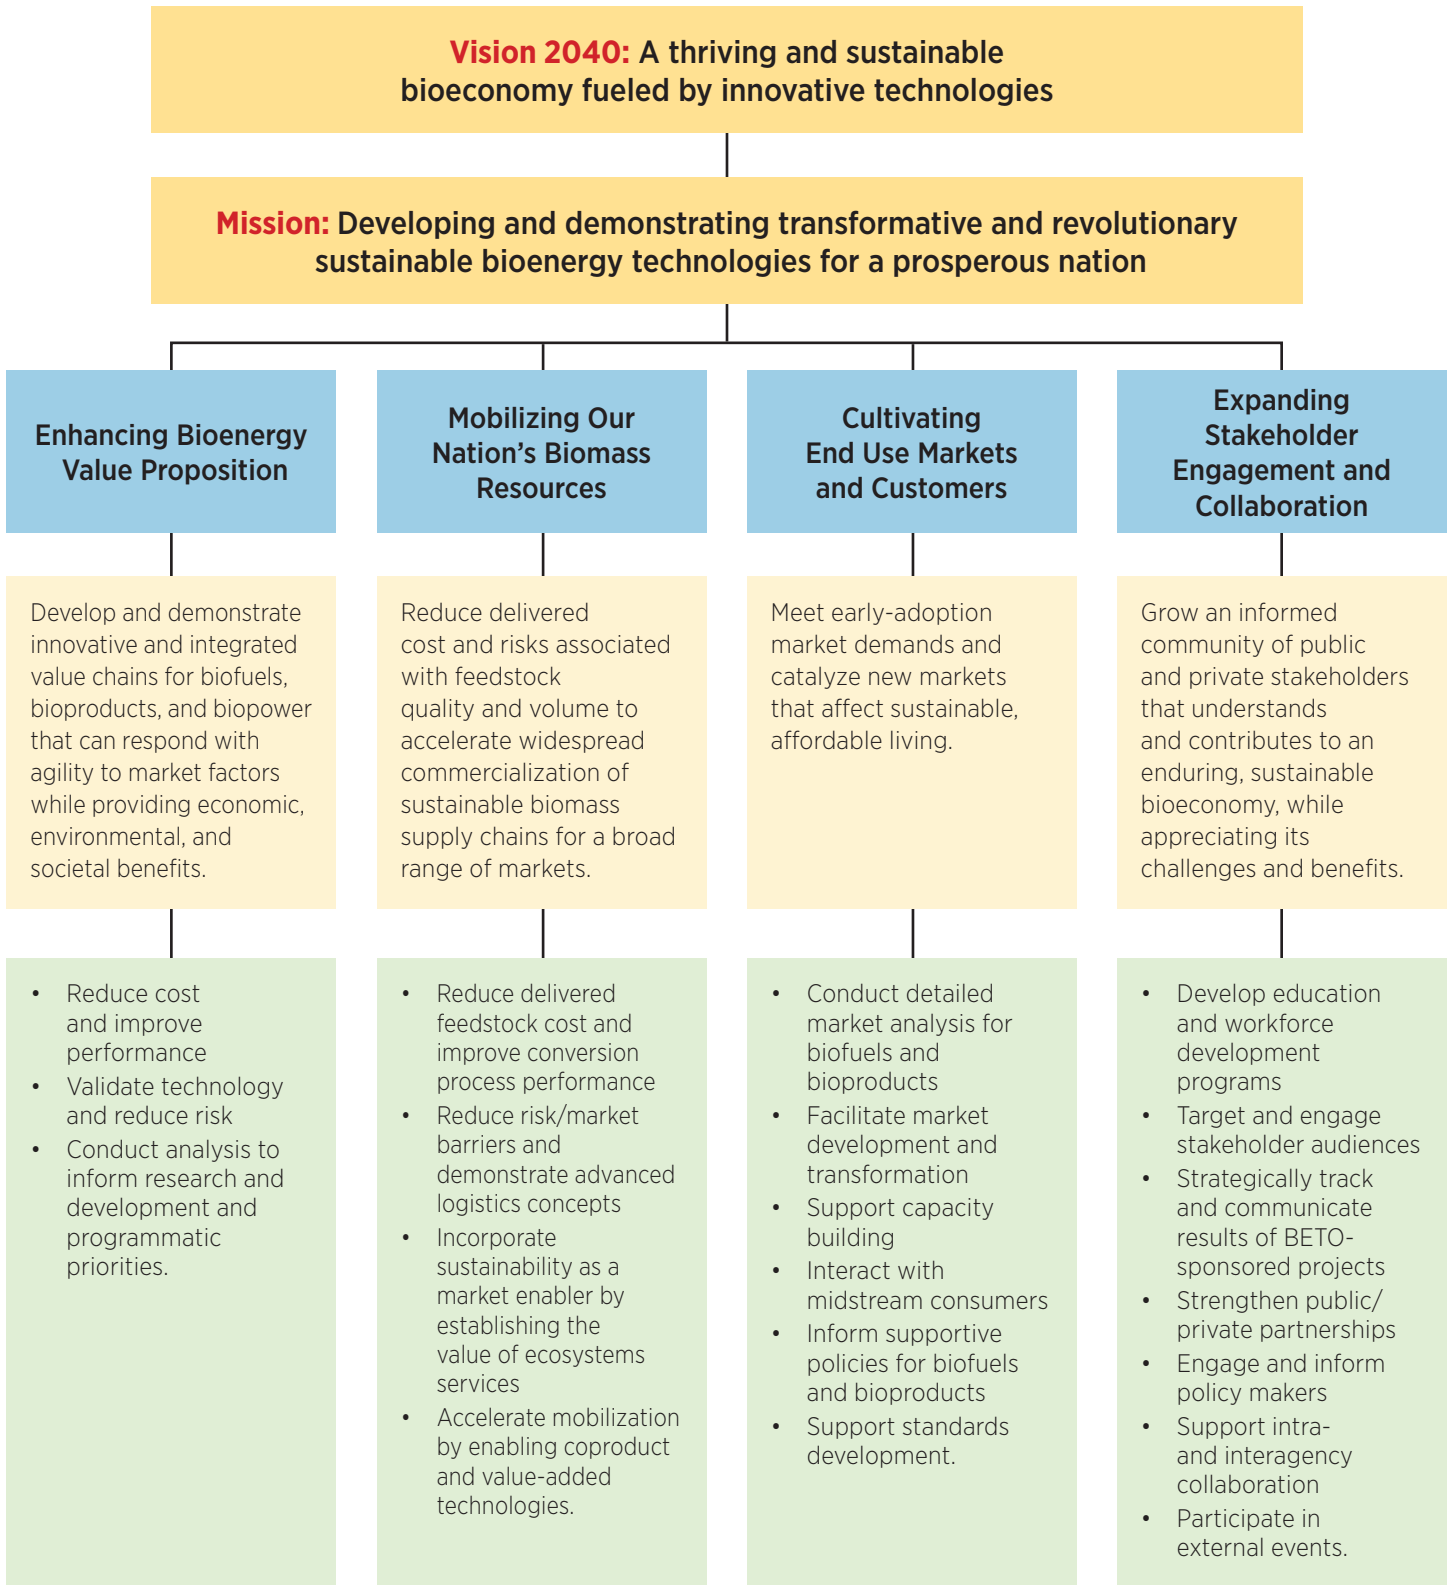 Vision 2040: A thriving and sustainable
bioeconomy fueled by innovative technologies
Mission: Developing and demonstrating transformative and revolutionary
sustainable bioenergy technologies for a prosperous nation
Enhancing Bioenergy
Value Proposition
Develop and demonstrate
innovative and integrated
value chains for biofuels,
bioproducts, and biopower
that can respond with
agility to market factors
while providing economic,
environmental, and
societal benefits.
• Reduce cost
and improve
performance
• Validate technology
and reduce risk
• Conduct analysis to
inform research and
development and
programmatic
priorities.
Mobilizing Our
Nation's Biomass
Resources
Reduce delivered
cost and risks associated
with feedstock
quality and volume to
accelerate widespread
commercialization of
sustainable biomass
supply chains for a broad
range of markets.
• Reduce delivered
feedstock cost and
improve conversion
process performance
• Reduce risk/market
barriers and
demonstrate advanced
logistics concepts
• Incorporate
sustainability as a
market enabler by
establishing the
value of ecosystems
services
• Accelerate mobilization
by enabling coproduct
and value-added
technologies.
Cultivating
End Use Markets
and Customers
Meet early-adoption
market demands and
catalyze new markets
that affect sustainable,
affordable living.
• Conduct detailed
market analysis for
biofuels and
bioproducts
• Facilitate market
development and
transformation
• Support capacity
building
• Interact with
midstream consumers
• Inform supportive
policies for biofuels
and bioproducts
• Support standards
development.
Expanding
Stakeholder
Engagement and
Collaboration
Grow an informed
community of public
and private stakeholders
that understands
and contributes to an
enduring, sustainable
bioeconomy, while
appreciating its
challenges and benefits.
• Develop education
and workforce
development
programs
• Target and engage
stakeholder audiences
• Strategically track
and communicate
results of BETO-
sponsored projects
• Strengthen public/
private partnerships
• Engage and inform
policy makers
• Support intra-
and interagency
collaboration
• Participate in
external events.